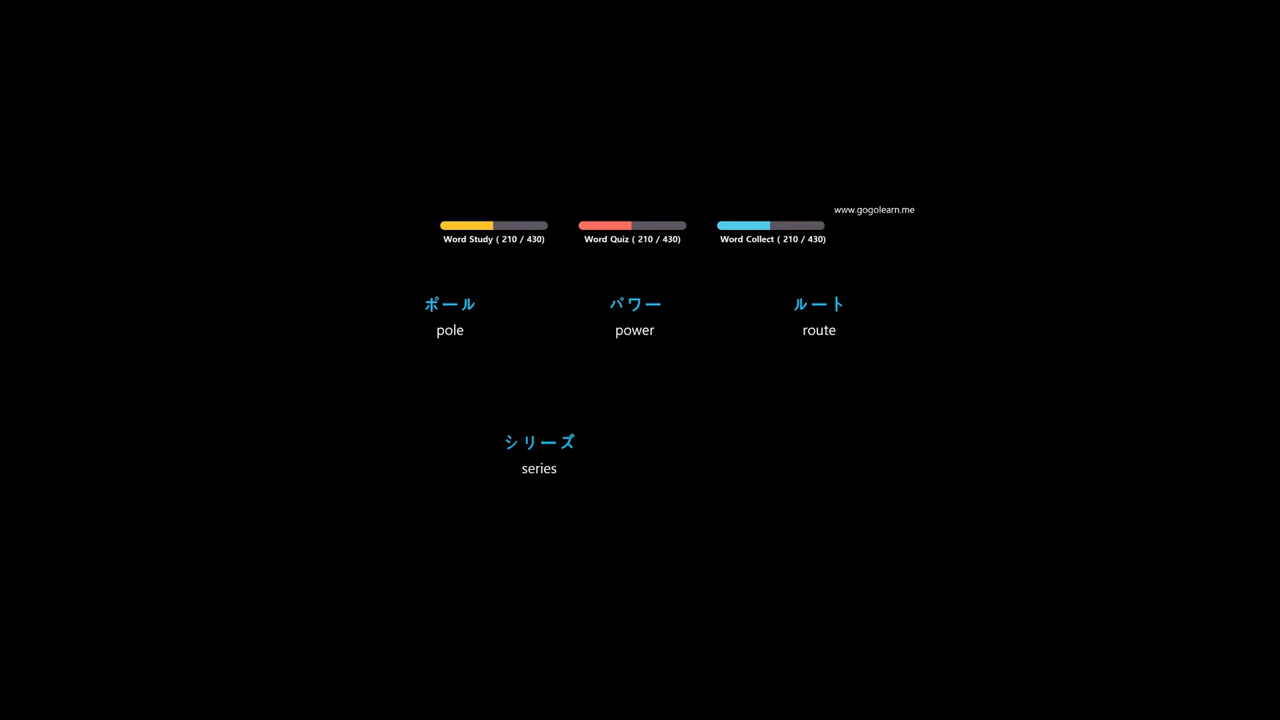 www.gogolearn.me
Word Study ( 210 / 430)
Word Quiz ( 210 / 430)
Word Collect ( 210 / 430)
ポール
pole
パワー
power
ルート
route
シリーズ
series